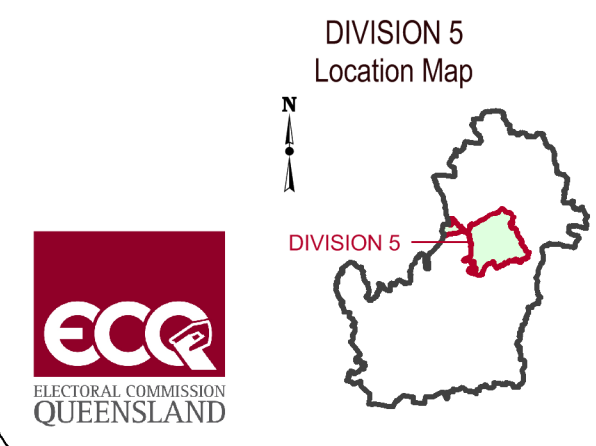 DIVISION 5
Location Map
N
DIVISION 5
ECQ
ELECTORAL COMMISSION
QUEENSLAND